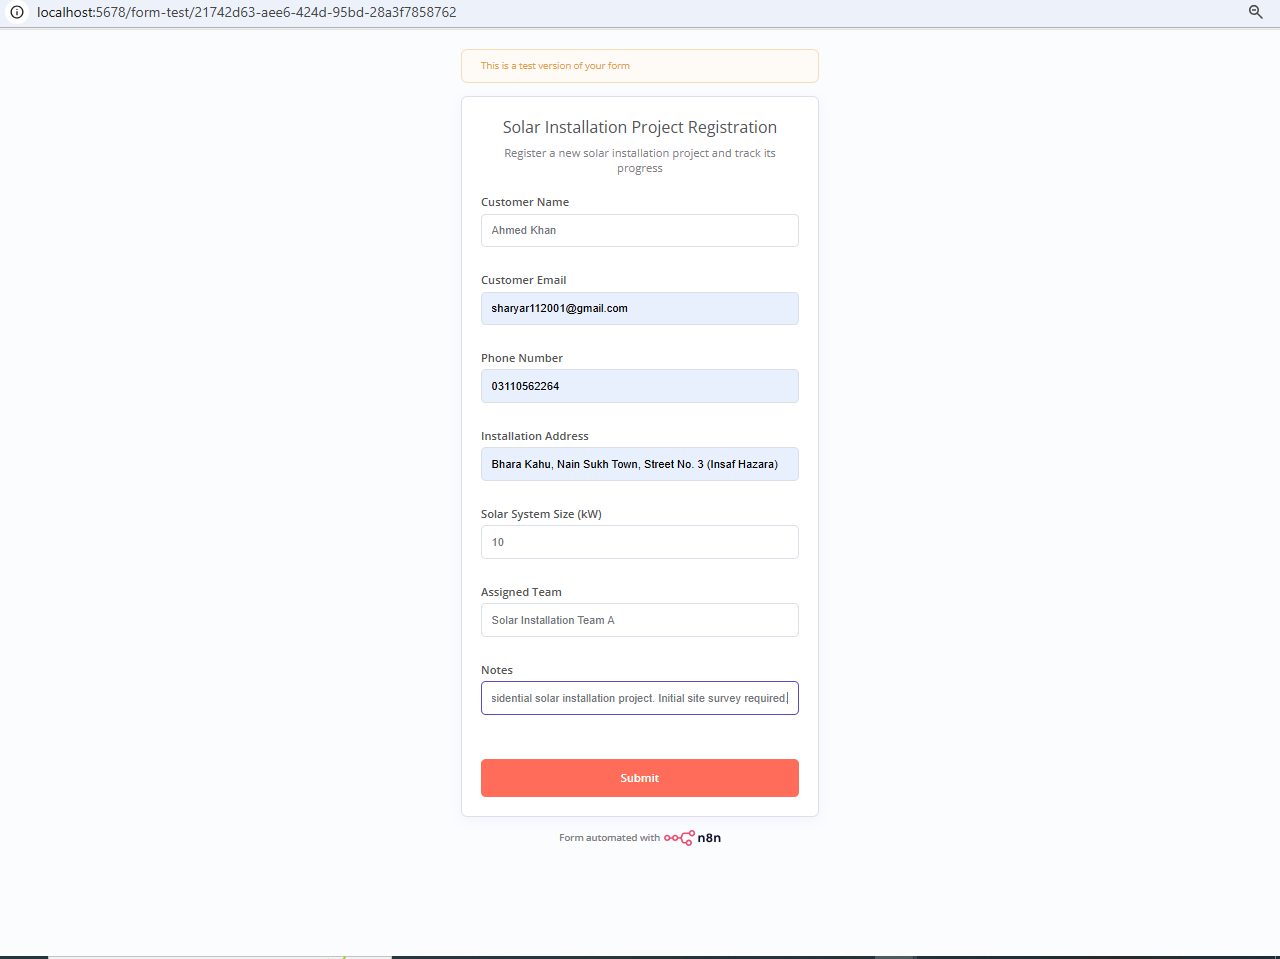 localhost:5678/form-test/21742d63-aee6-424d-95bd-28a3f7858762
This is a test version of your form
Solar Installation Project Registration
Register a new solar installation project and track its
progress
Customer Name
Ahmed Khan
Customer Email
sharyar112001@gmail.com
Phone Number
03110562264
Installation Address
Bhara Kahu, Nain Sukh Town, Street No. 3 (Insaf Hazara)
Solar System Size (kW)
10
Assigned Team
Solar Installation Team A
Notes
sidential solar installation project. Initial site survey required.
Submit
Form automated with n8n